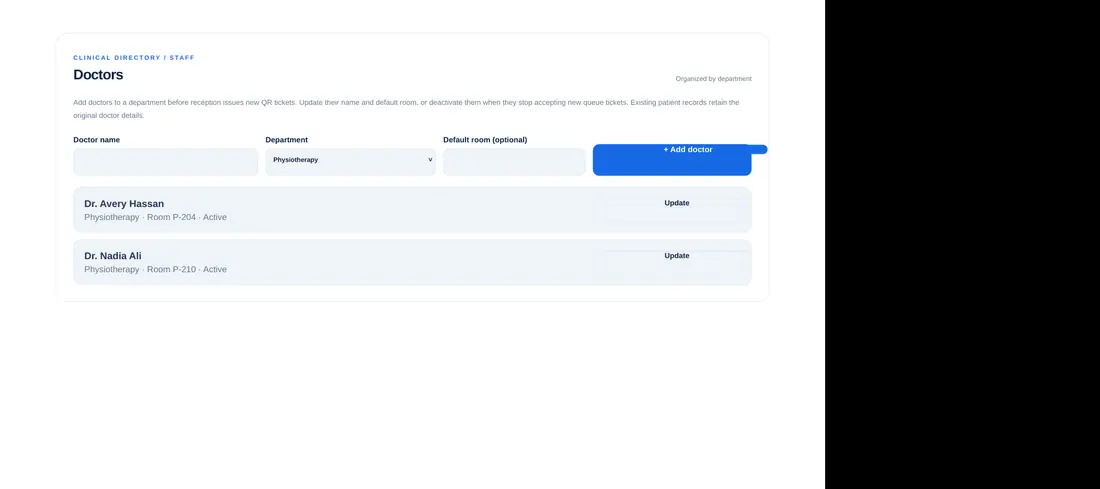 CLINICAL DIRECTORY / STAFF
Doctors
Organized by department
Add doctors to a department before reception issues new QR tickets. Update their name and default room, or deactivate them when they stop accepting new queue tickets. Existing patient records retain the
original doctor details.
Doctor name Department Default room (optional)
Physiotherapy v + Add doctor
Dr. Avery Hassan Update
Physiotherapy · Room P-204 · Active
Dr. Nadia Ali Update
Physiotherapy · Room P-210 · Active